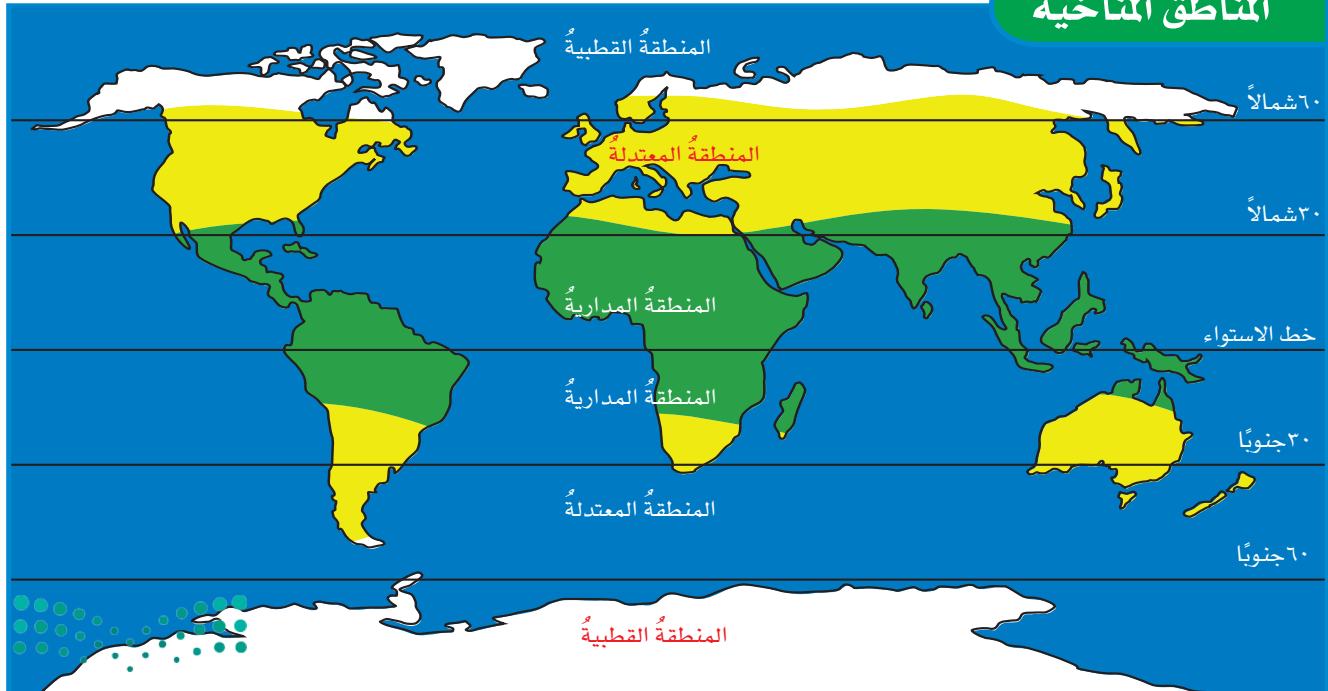 المناطق المناخية
المنطقةُ القطبيةُ
٦٠شمالاً
المنطقةُ المعتدلةُ
٣٠شمالاً
المنطقةُ المداريةُ
خط الاستواء
المنطقةُ المداريةُ
٣٠جنوبًا
المنطقةُ المعتدلةُ
٦٠جنوبًا
المنطقةُ القطبيةُ